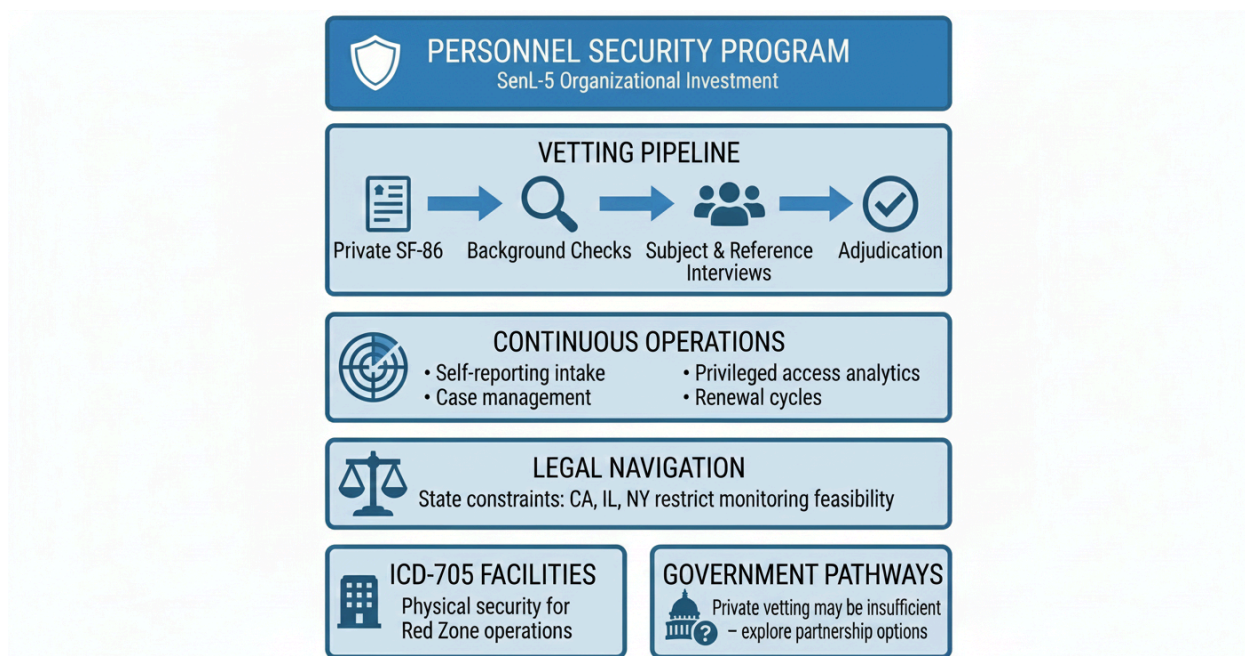 PERSONNEL SECURITY PROGRAM
SenL-5 Organizational Investment
VETTING PIPELINE
Private SF-86
Background Checks
Subject & Reference
Interviews
Adjudication
CONTINUOUS OPERATIONS
• Self-reporting intake
• Case management
• Privileged access analytics
• Renewal cycles
LEGAL NAVIGATION
State constraints: CA, IL, NY restrict monitoring feasibility
ICD-705 FACILITIES
Physical security for
Red Zone operations
GOVERNMENT PATHWAYS
Private vetting may be insufficient
– explore partnership options
?